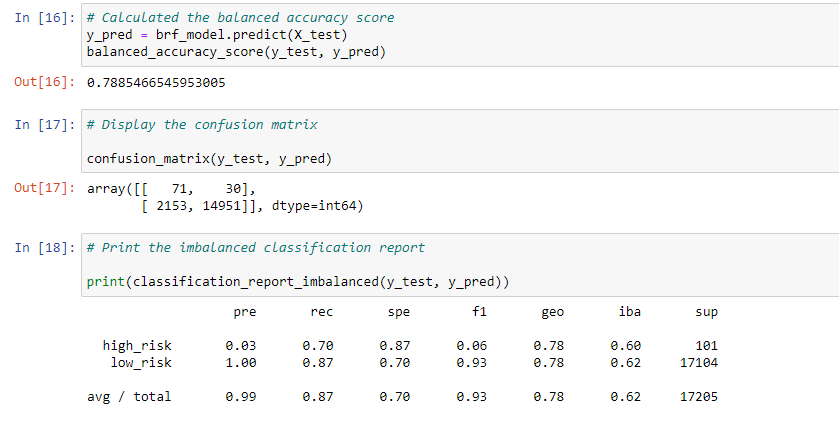 In [16]: # Calculated the balanced accuracy score
y_pred = brf_model.predict(X_test)
balanced_accuracy_score(y_test, y_pred)
Out[16]: 0.7885466545953005
In [17]: # Display the confusion matrix
confusion_matrix(y_test, y_pred)
Out[17]: array([[   71,    30],
       [ 2153, 14951]], dtype=int64)
In [18]: # Print the imbalanced classification report
print(classification_report_imbalanced(y_test, y_pred))
pre rec spe f1 geo iba sup
high_risk 0.03 0.70 0.87 0.06 0.78 0.60 101
low_risk 1.00 0.87 0.70 0.93 0.78 0.62 17104
avg / total 0.99 0.87 0.70 0.93 0.78 0.62 17205